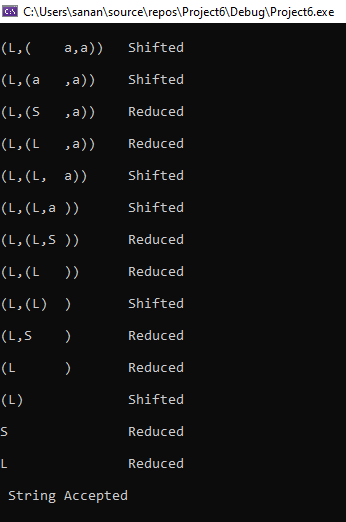 C:\Users\sanan\source\repos\Project6\Debug\Project6.exe
(L,(    a,a))   Shifted
(L,(a   ,a))    Shifted
(L,(S   ,a))    Reduced
(L,(L   ,a))    Reduced
(L,(L,  a))     Shifted
(L,(L,a ))      Shifted
(L,(L,S ))      Reduced
(L,(L   ))      Reduced
(L,(L)  )       Shifted
(L,S    )       Reduced
(L      )       Reduced
(L)             Shifted
S               Reduced
L               Reduced
 String Accepted